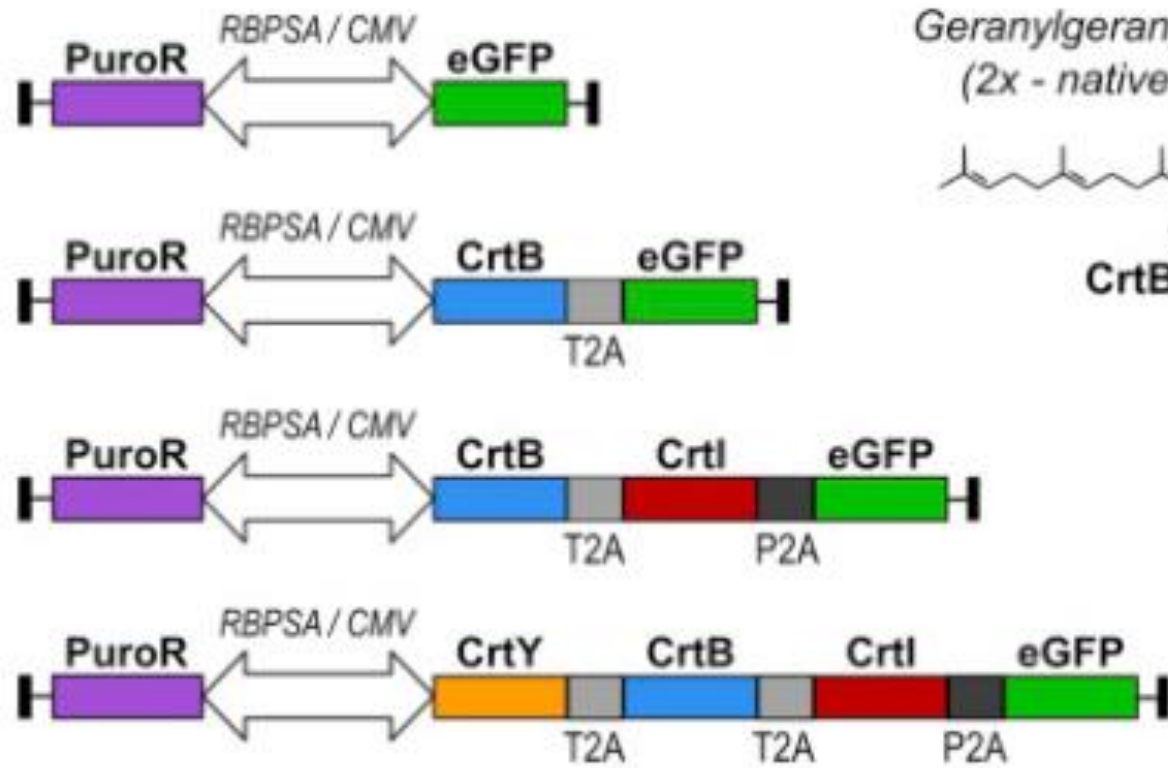 RBPSA / CMV
PuroR eGFP
Geranylgeran
(2x - native
RBPSA / CMV
PuroR CrtB eGFP
T2A
CrtB
RBPSA / CMV
PuroR CrtB CrtI eGFP
T2A P2A
RBPSA / CMV
PuroR CrtY CrtB CrtI eGFP
T2A T2A P2A